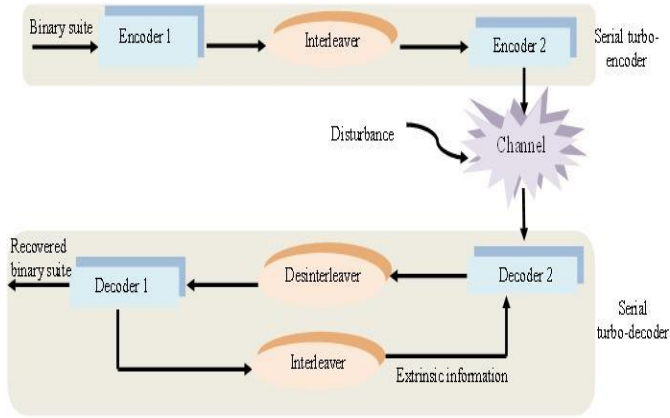 Binary suite
Encoder 1
Interleaver
Encoder 2
Serial turbo-
encoder
Disturbance
Channel
Recovered
binary suite
Decoder 1
Desinterleaver
Decoder 2
Serial
turbo-decoder
Interleaver
Extrinsic information